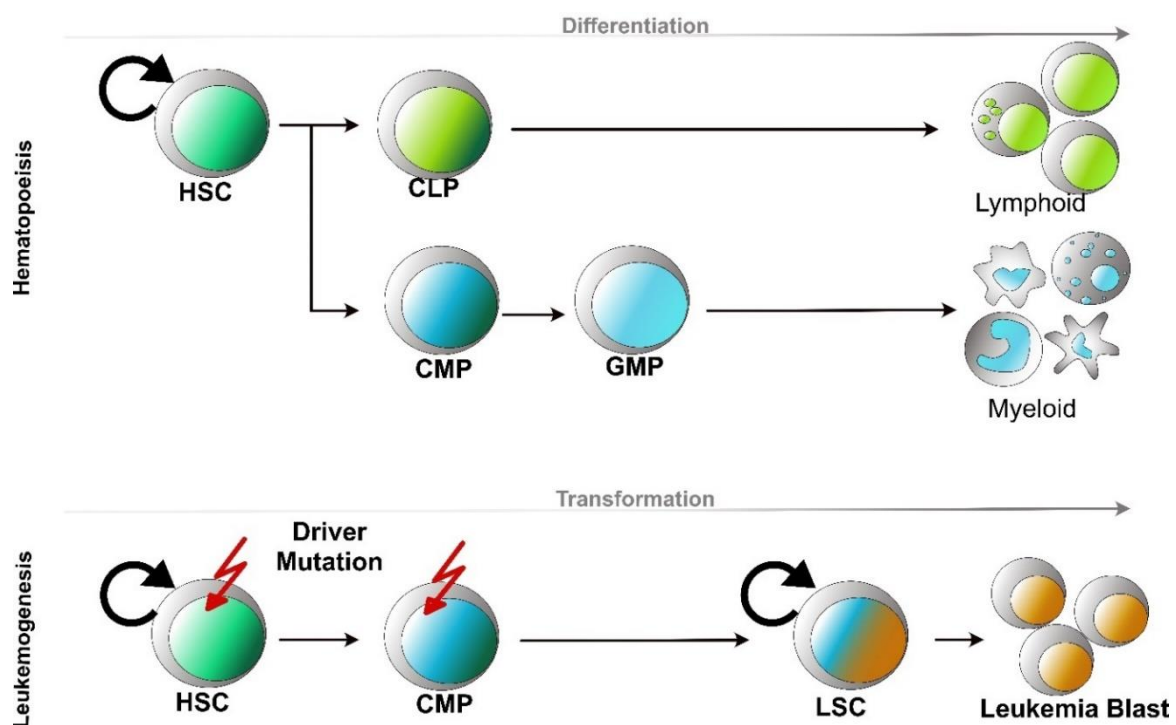 Differentiation
Hematopoeisis
HSC
CLP
Lymphoid
CMP
GMP
Myeloid
Transformation
Leukemogenesis
Driver
Mutation
HSC
CMP
LSC
Leukemia Blast